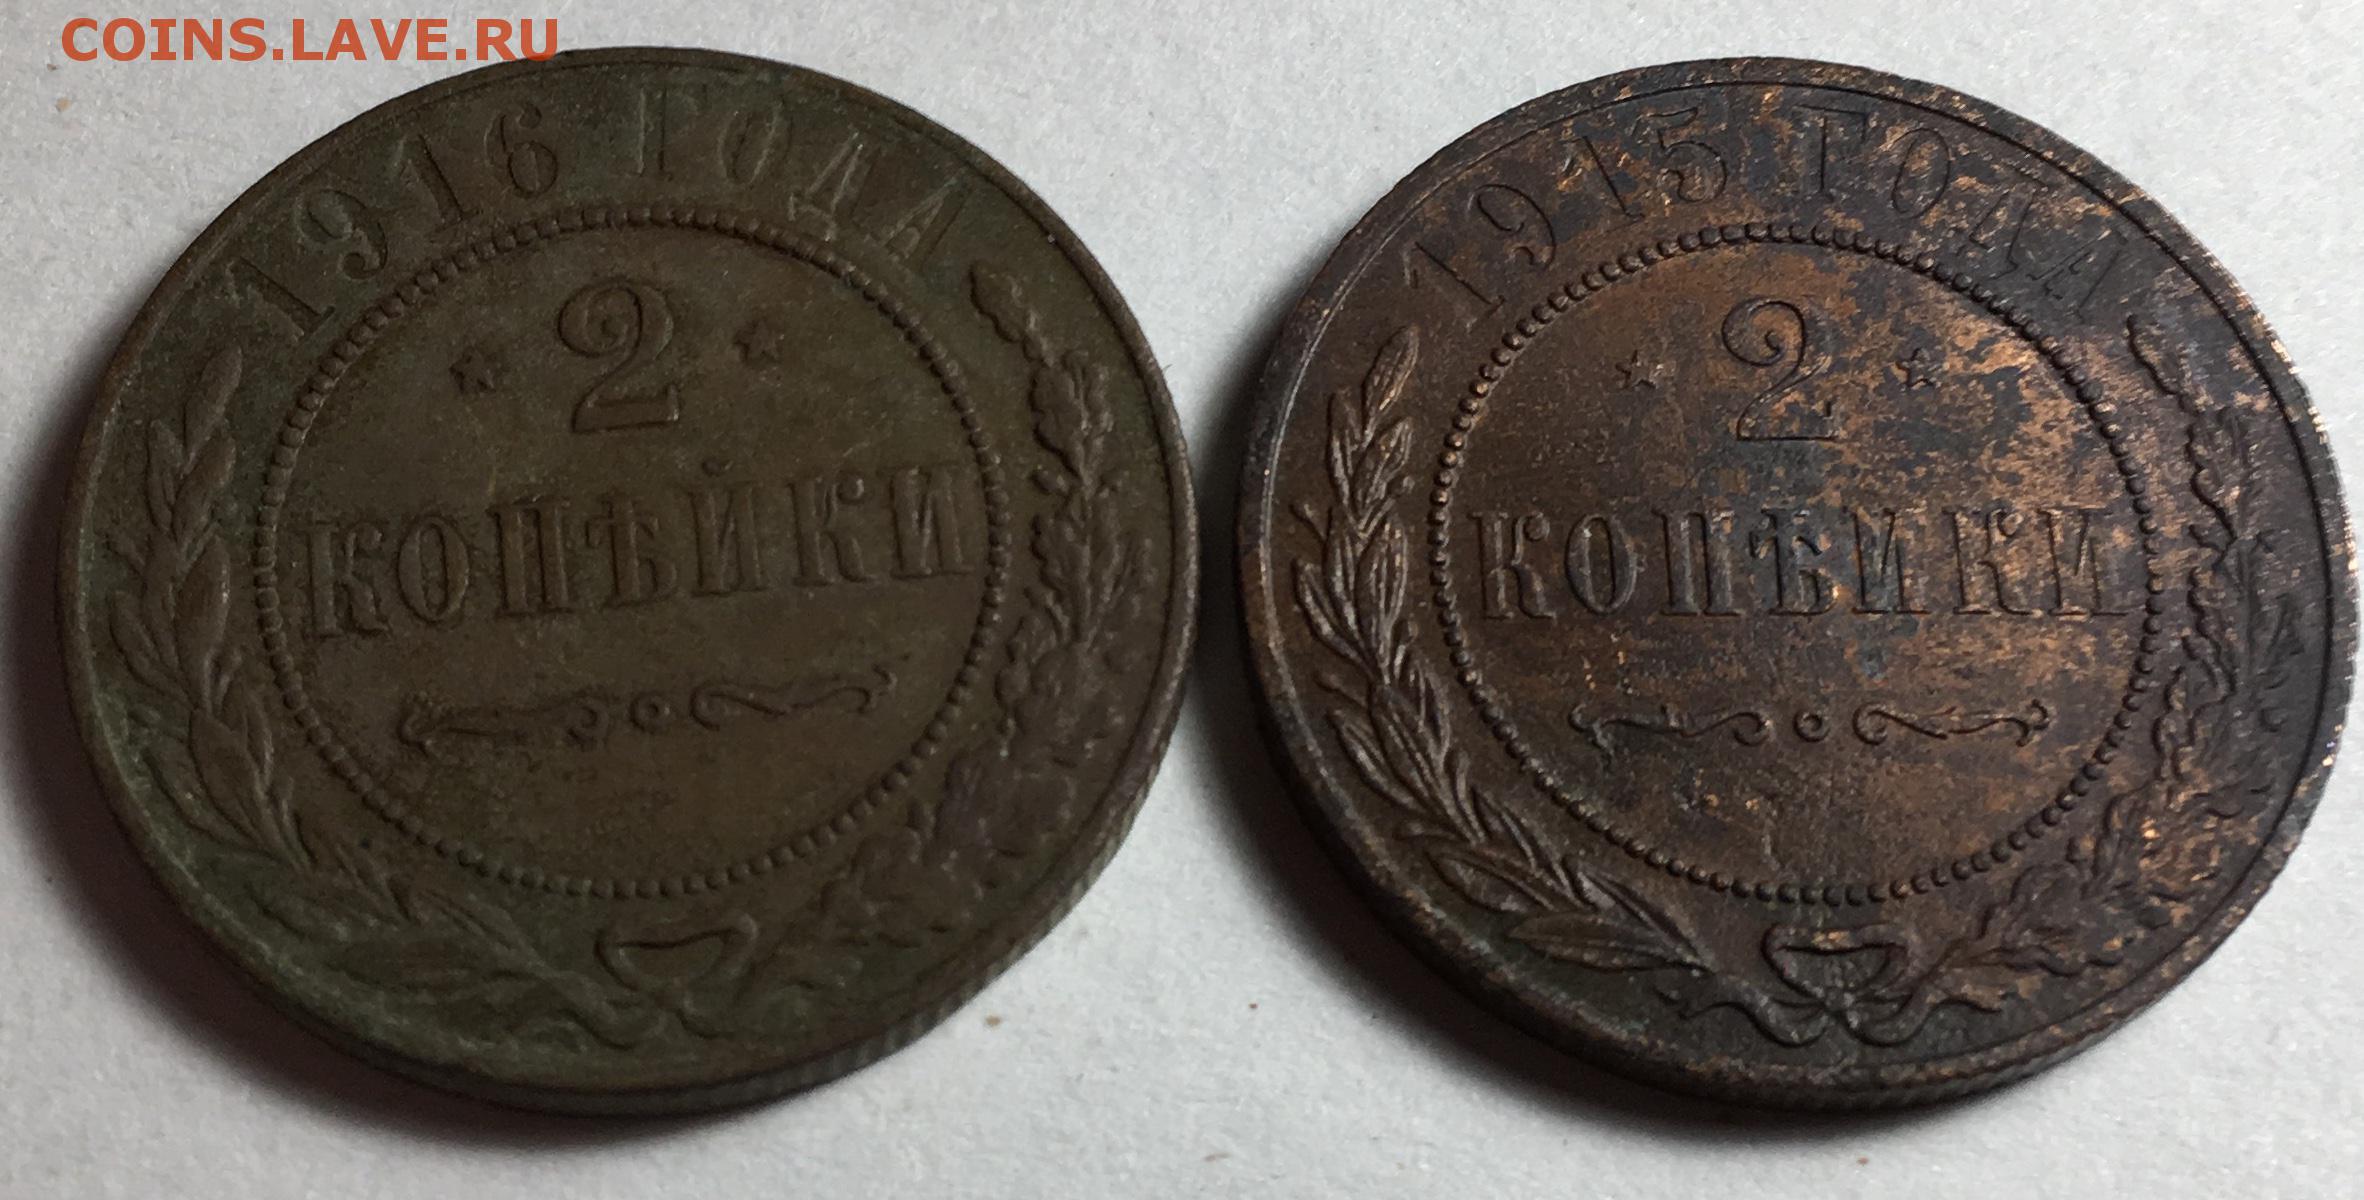 COINS.LAVE.RU
1916 ГОДА
2
КОПѢЙКИ
1915 ГОДА
2
КОПѢЙКИ